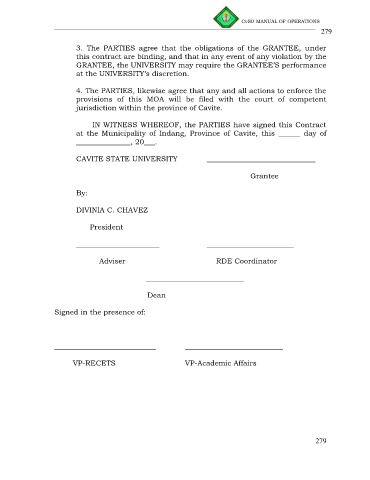 CvSU MANUAL OF OPERATIONS
279
3. The PARTIES agree that the obligations of the GRANTEE, under
this contract are binding, and that in any event of any violation by the
GRANTEE, the UNIVERSITY may require the GRANTEE'S performance
at the UNIVERSITY's discretion.
4. The PARTIES, likewise agree that any and all actions to enforce the
provisions of this MOA will be filed with the court of competent
jurisdiction within the province of Cavite.
IN WITNESS WHEREOF, the PARTIES have signed this Contract
at the Municipality of Indang, Province of Cavite, this ______ day of
_______________, 20___.
CAVITE STATE UNIVERSITY ______________________________
Grantee
By:
DIVINIA C. CHAVEZ
President
_______________________ ________________________
Adviser RDE Coordinator
___________________________
Dean
Signed in the presence of:
____________________________ ___________________________
VP-RECETS VP-Academic Affairs
279